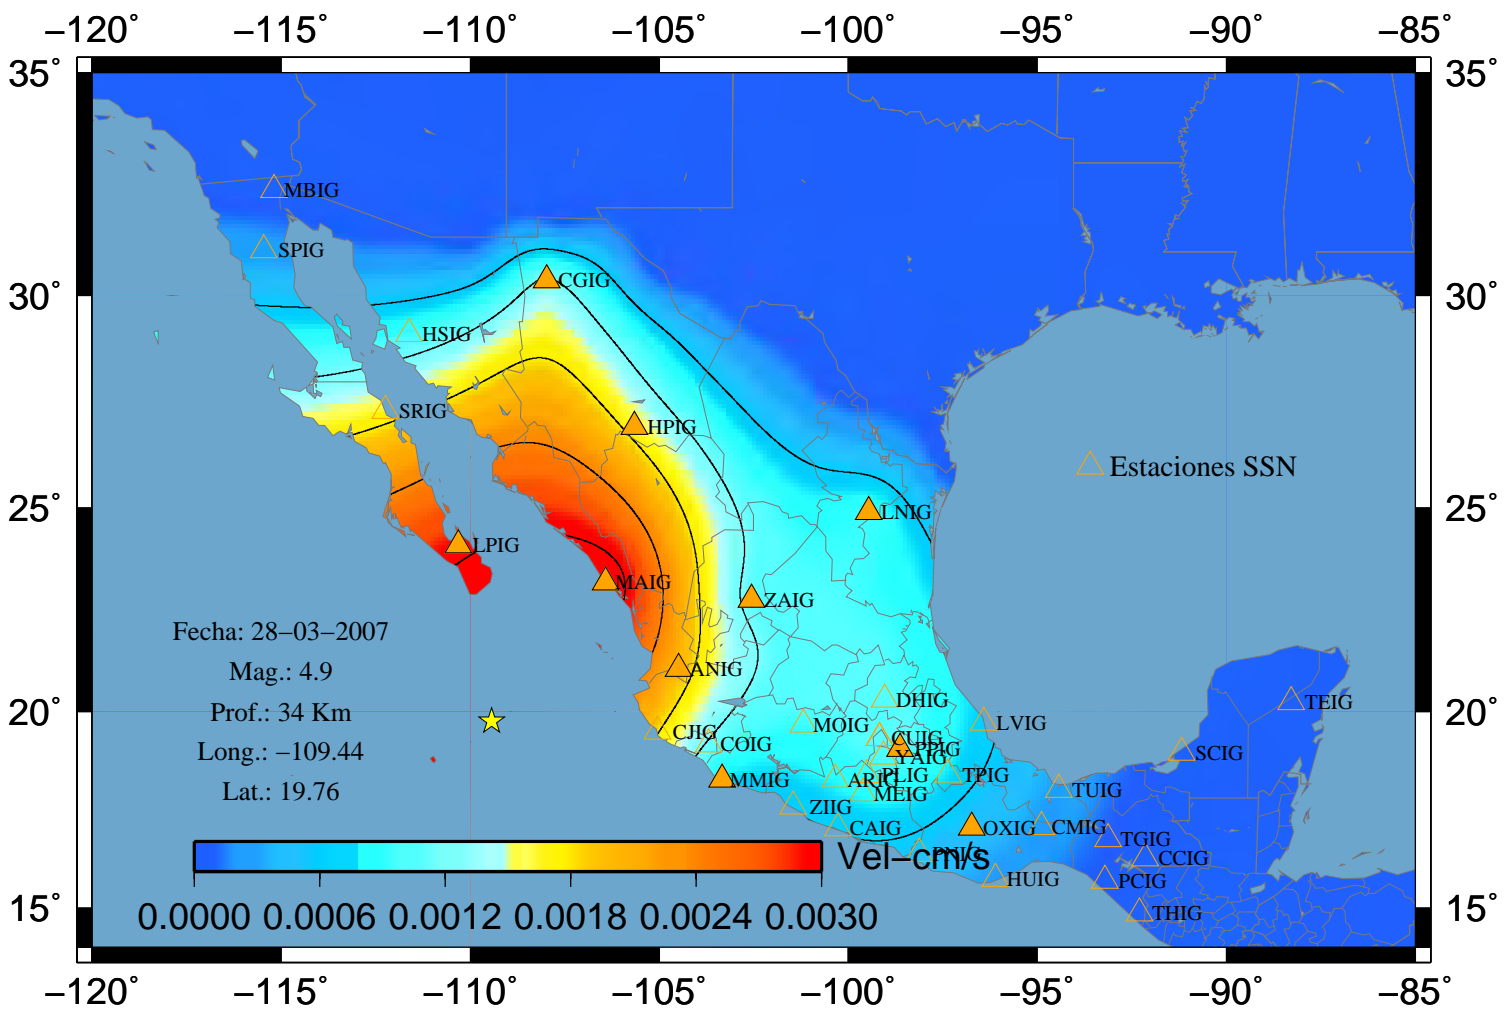 −120° −115° −110° −105° −100° −95° −90° −85°
35° 35°
MBIG
SPIG
30° 30°
CGIG
HSIG
SRIG
HPIG
Estaciones SSN
25° 25°
LNIG
LPIG
MAIG
ZAIG
Fecha: 28−03−2007
Mag.: 4.9
ANIG
DHIG
TEIG
Prof.: 34 Km
20° 20°
MOIG
LVIG
CJIG
CUIG
COIG
PPIG
YAIG
SCIG
Long.: −109.44
MMIG
ARIG
PLIG
TPIG
Lat.: 19.76
MEIG
TUIG
ZIIG
CAIG
OXIG
CMIG
TGIG
PNIG
CCIG
Vel−cm/s
HUIG
PCIG
0.0000 0.0006 0.0012 0.0018 0.0024 0.0030
15° 15°
THIG
−120° −115° −110° −105° −100° −95° −90° −85°